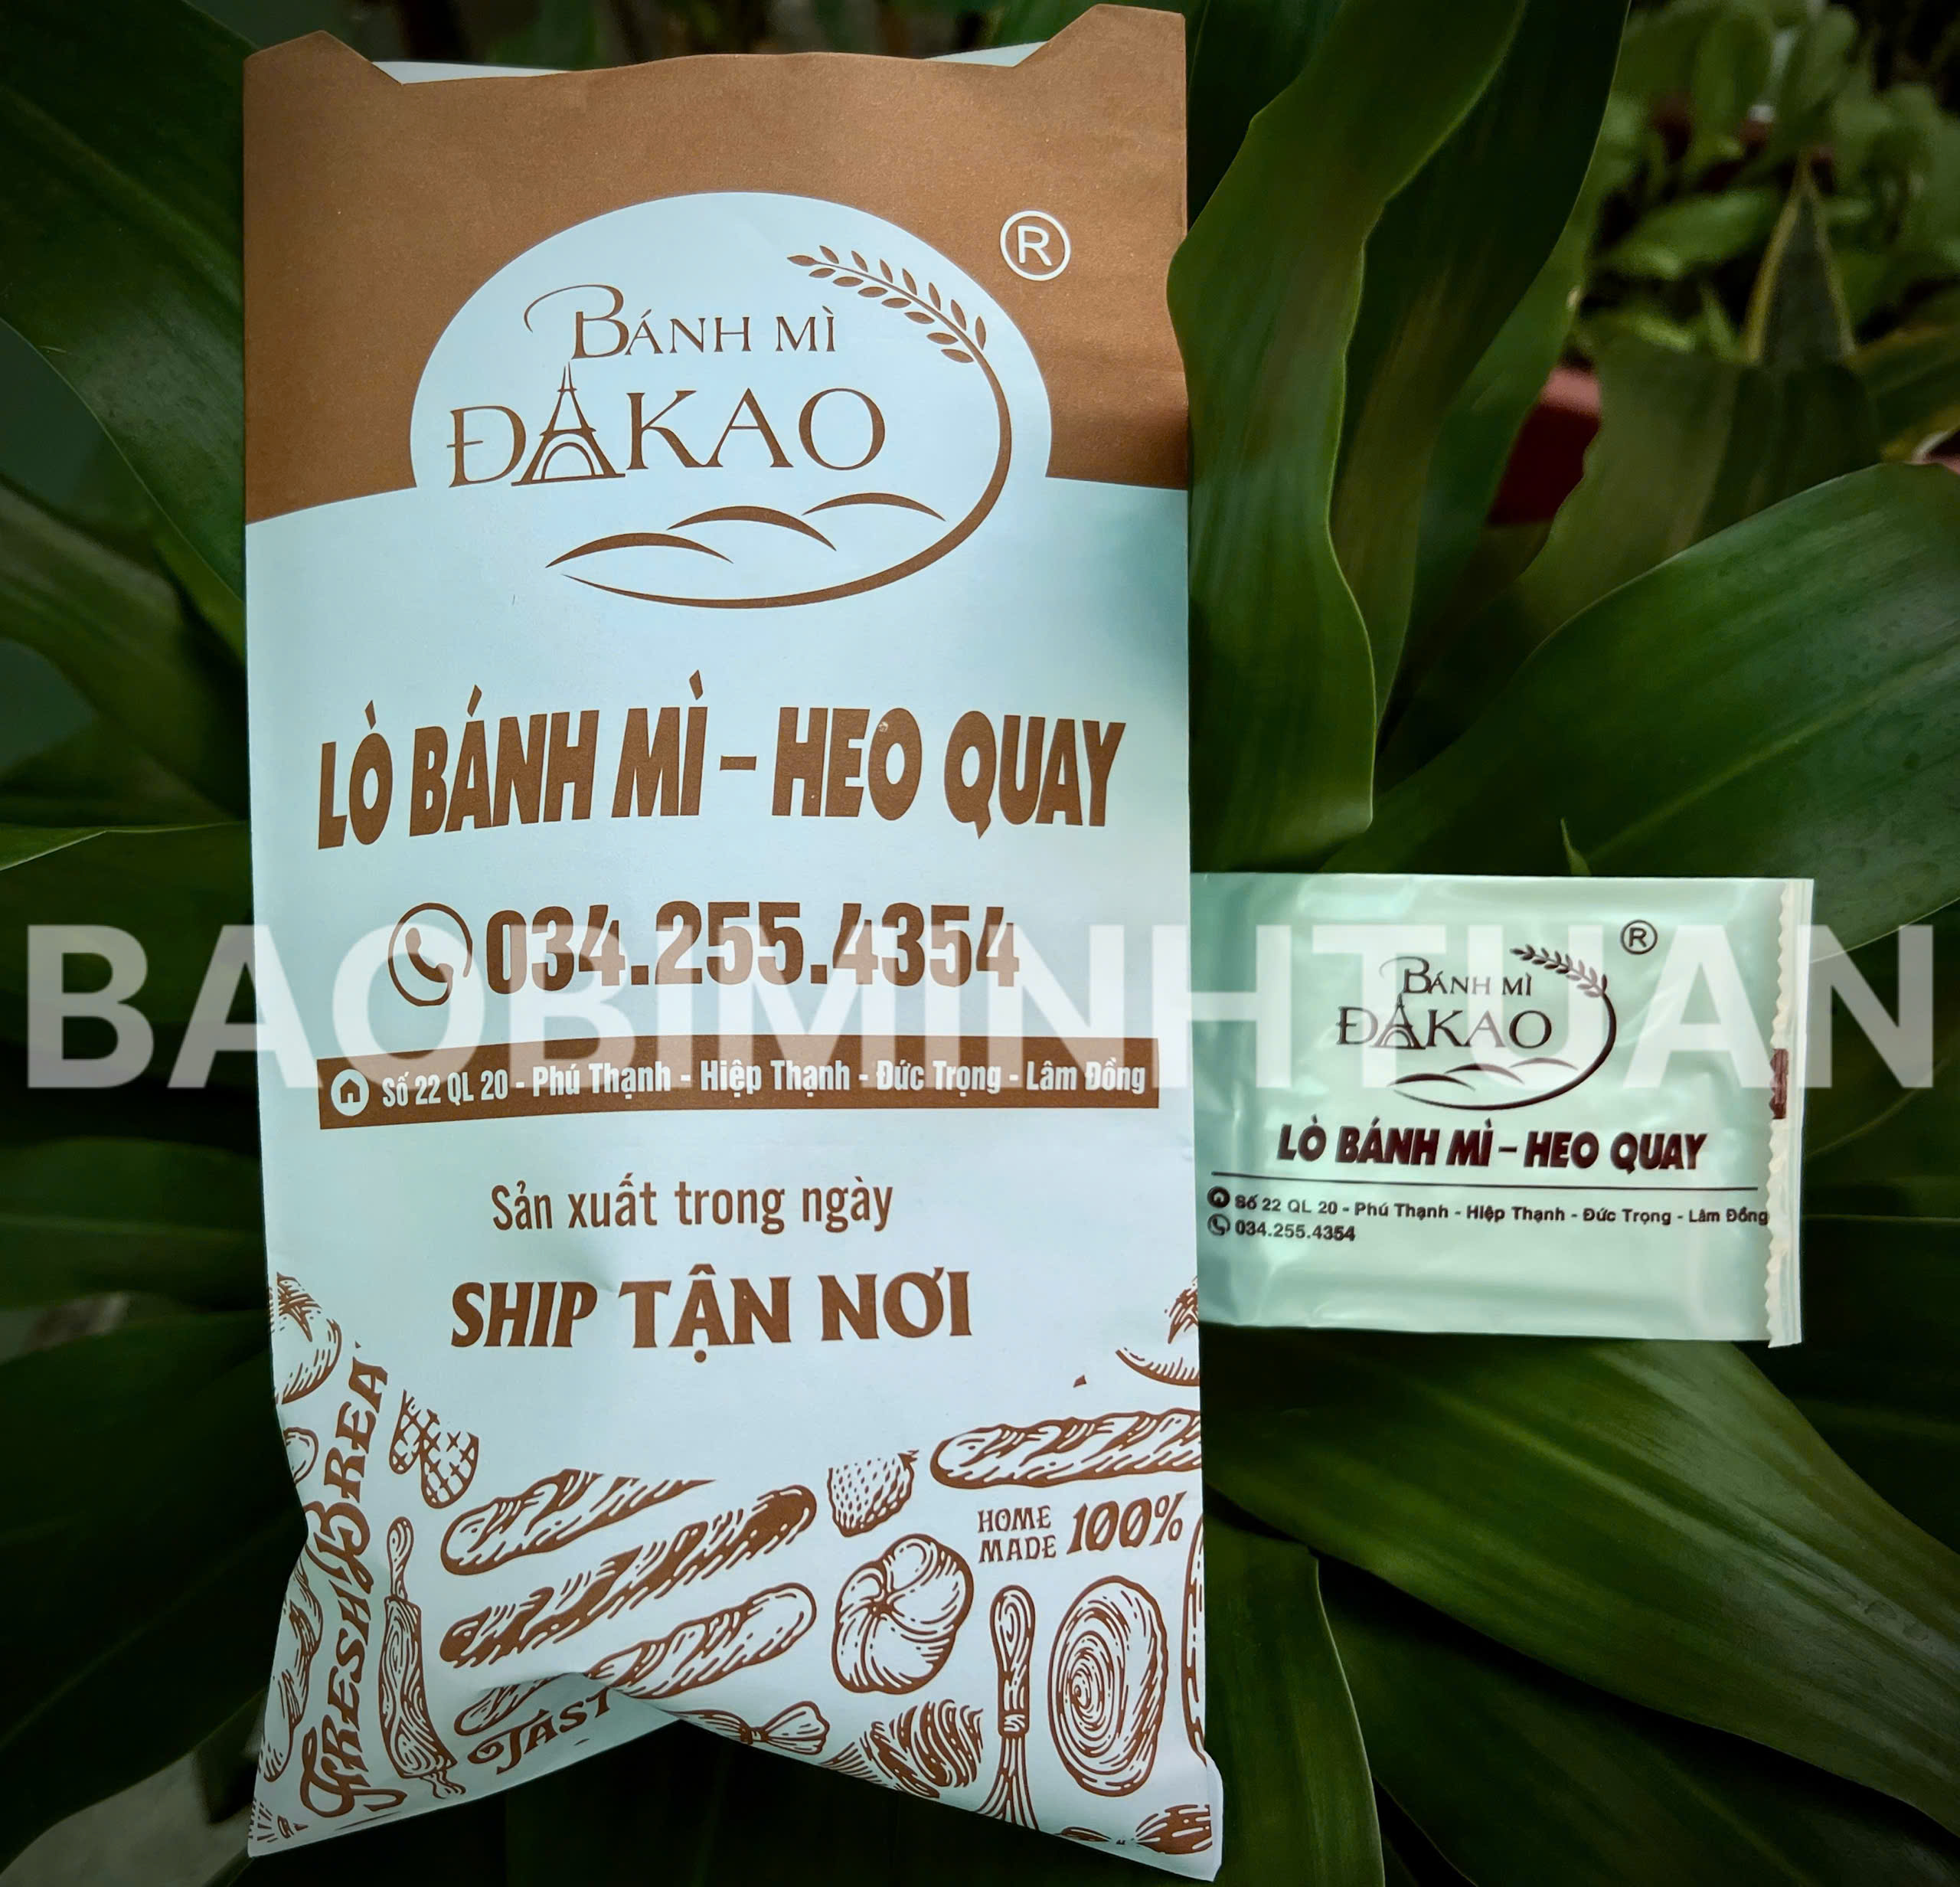 ®
BÁNH MÌ
ĐAKAO
LÒ BÁNH MÌ - HEO QUAY
034.255.4354
Số 22 QL 20 - Phú Thạnh - Hiệp Thạnh - Đức Trọng - Lâm Đồng
Sản xuất trong ngày
SHIP TẬN NƠI
FRESH BREA
HOME
MADE 100%
TAST
®
BÁNH MÌ
ĐAKAO
LÒ BÁNH MÌ - HEO QUAY
Số 22 QL 20 - Phú Thạnh - Hiệp Thạnh - Đức Trọng - Lâm Đồng
034.255.4354
BAOBIMINHTUAN